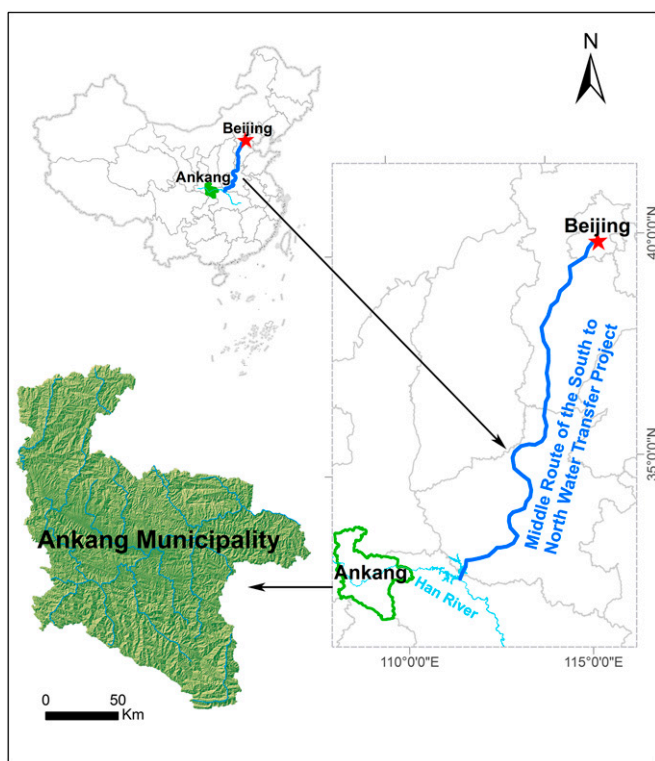 N
Beijing
Ankang
Beijing
40°0'0"N
Middle Route of the South to
North Water Transfer Project
35°0'0"N
Ankang Municipality
Ankang
Han River
110°0'0"E
115°0'0"E
0
50
Km